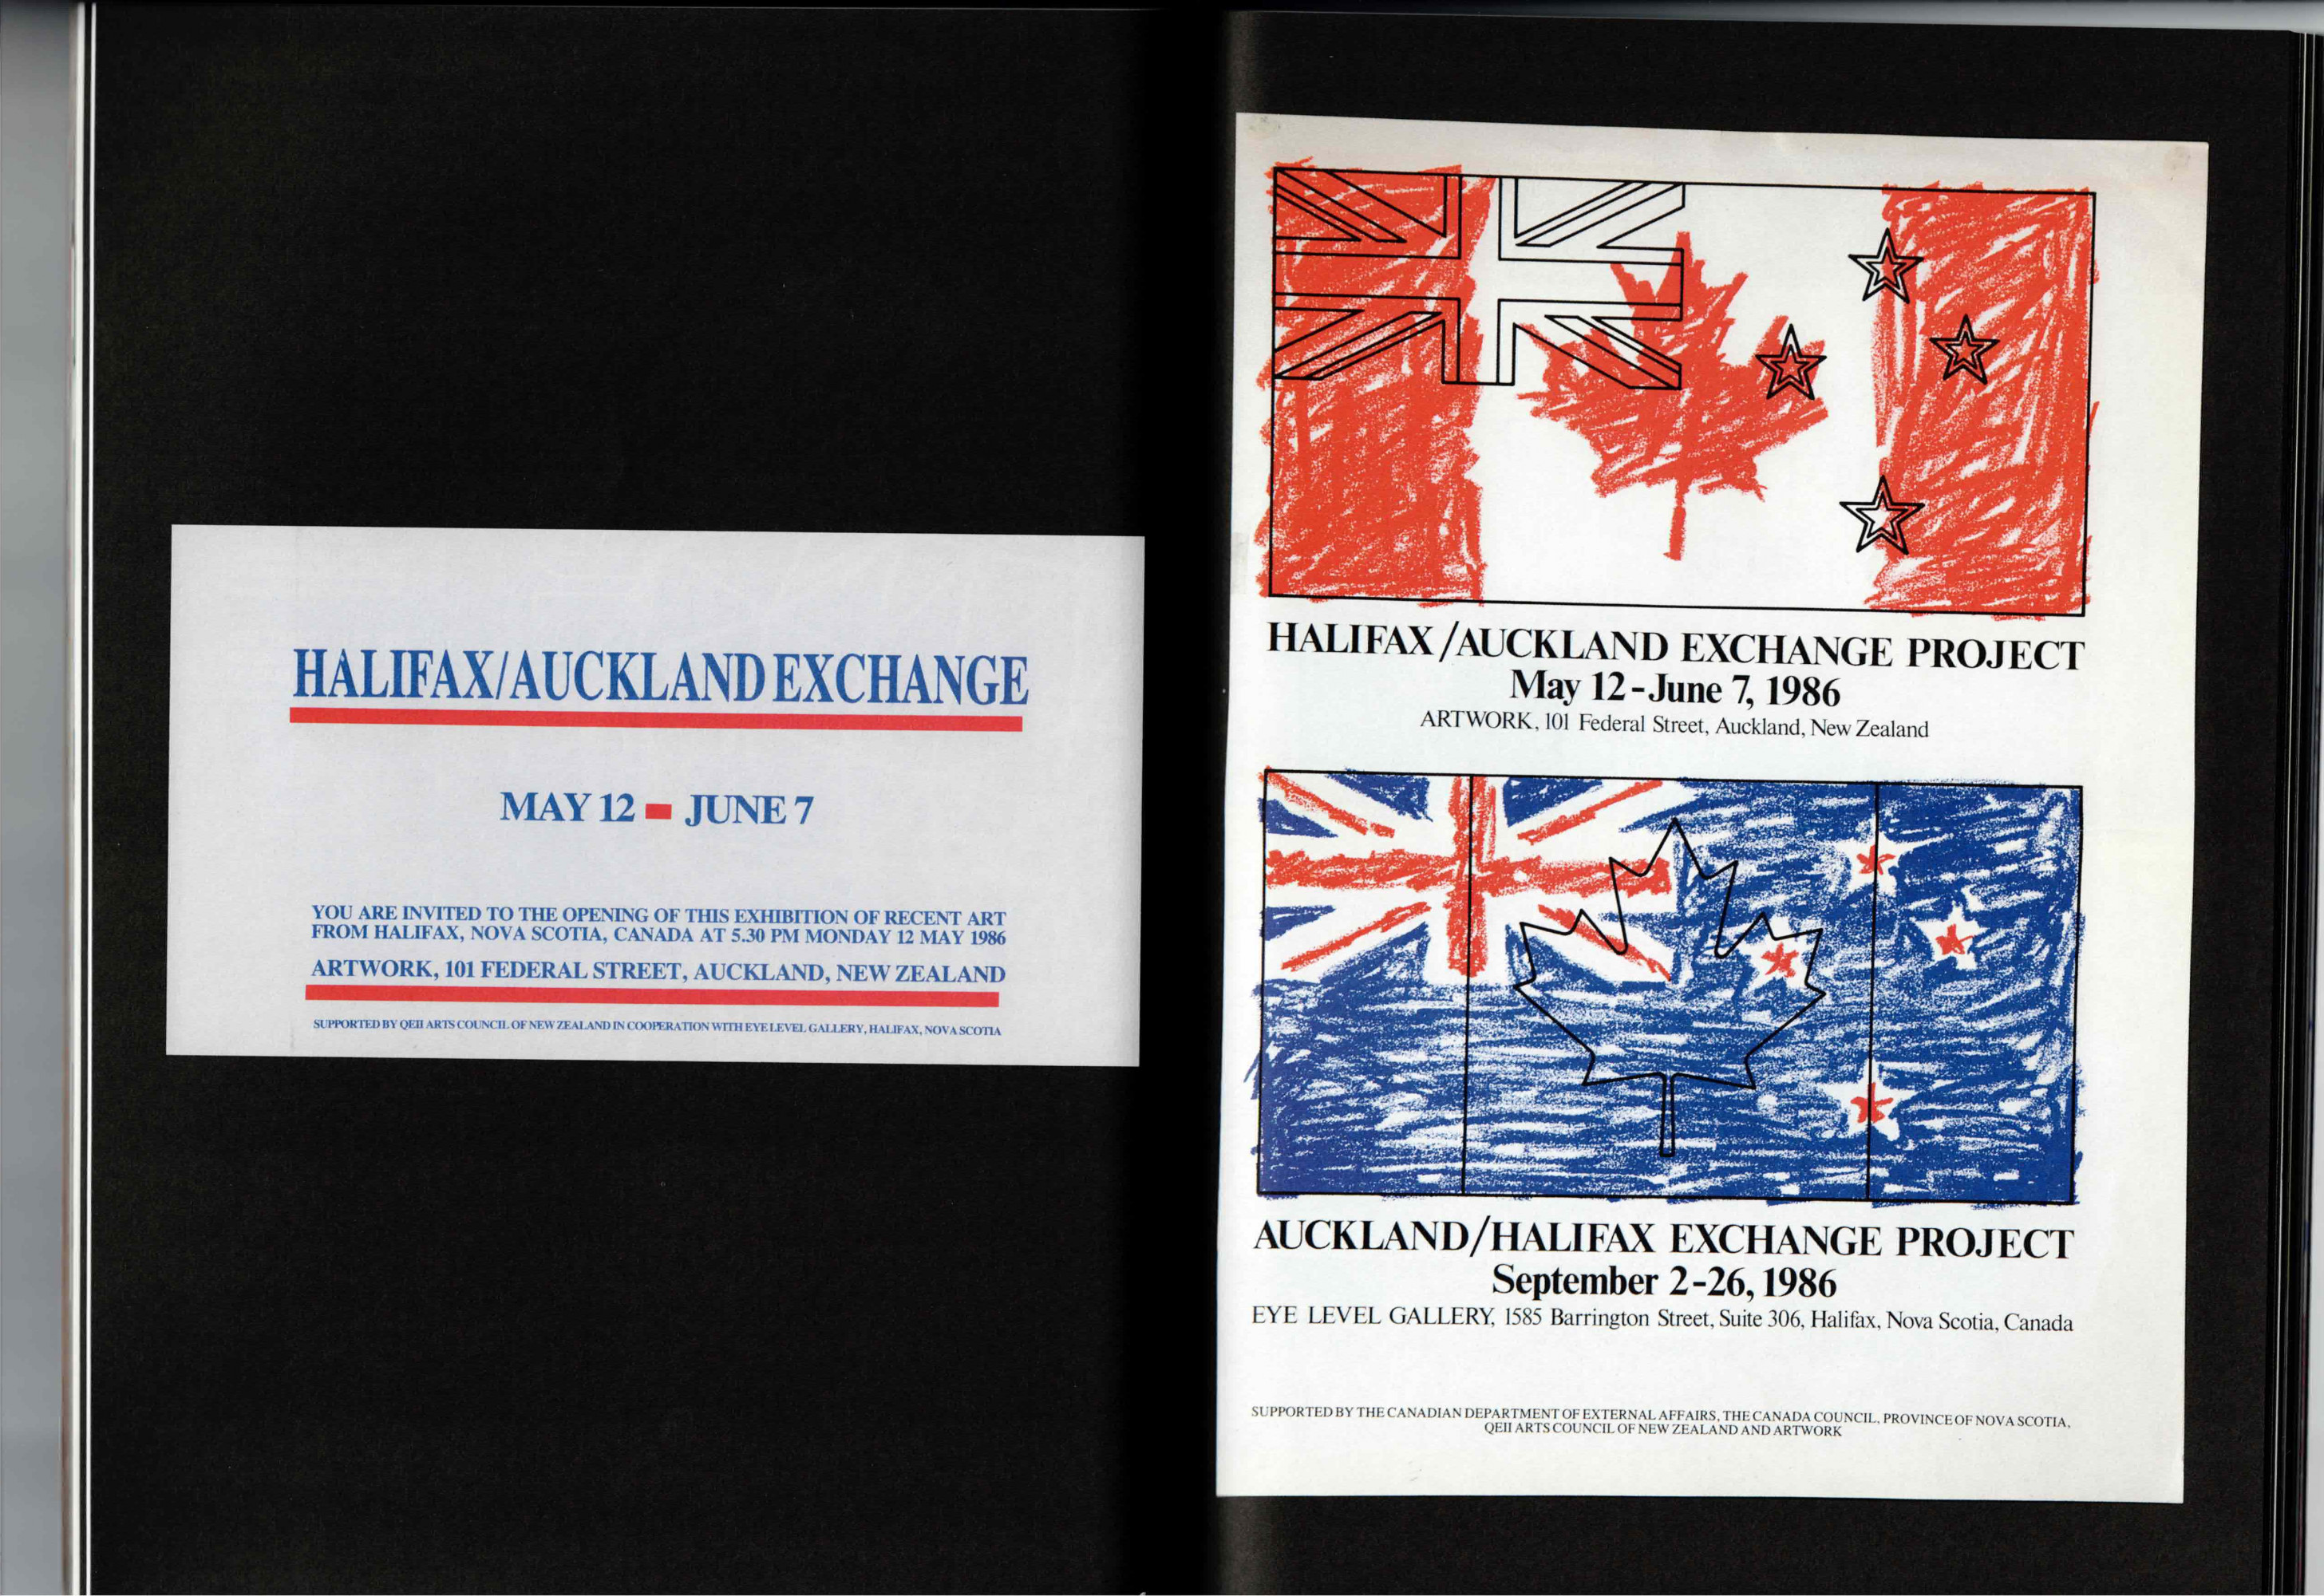 HALIFAX/AUCKLAND EXCHANGE
MAY 12 - JUNE 7
YOU ARE INVITED TO THE OPENING OF THIS EXHIBITION OF RECENT ART
FROM HALIFAX, NOVA SCOTIA, CANADA AT 5.30 PM MONDAY 12 MAY 1986
ARTWORK, 101 FEDERAL STREET, AUCKLAND, NEW ZEALAND
SUPPORTED BY QEII ARTS COUNCIL OF NEW ZEALAND IN COOPERATION WITH EYE LEVEL GALLERY, HALIFAX, NOVA SCOTIA
HALIFAX/AUCKLAND EXCHANGE PROJECT
May 12-June 7, 1986
ARTWORK, 101 Federal Street, Auckland, New Zealand
AUCKLAND/HALIFAX EXCHANGE PROJECT
September 2-26, 1986
EYE LEVEL GALLERY, 1585 Barrington Street, Suite 306, Halifax, Nova Scotia, Canada
SUPPORTED BY THE CANADIAN DEPARTMENT OF EXTERNAL AFFAIRS, THE CANADA COUNCIL, PROVINCE OF NOVA SCOTIA,
QEII ARTS COUNCIL OF NEW ZEALAND AND ARTWORK